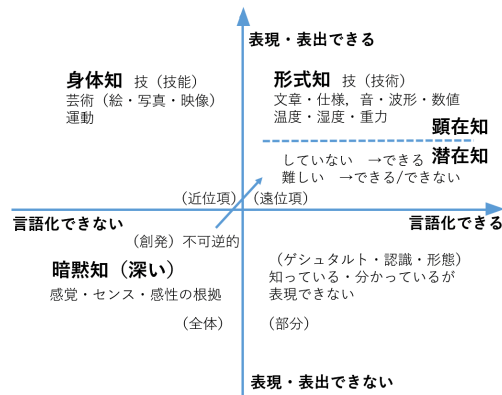 表現・表出できる
身体知 技（技能）
芸術（絵・写真・映像）
運動
形式知 技（技術）
文章・仕様，音・波形・数値
温度・湿度・重力
顕在知
潜在知
していない →できる
難しい →できる/できない
（近位項）
（遠位項）
言語化できない
言語化できる
（創発）不可逆的
暗黙知（深い）
感覚・センス・感性の根拠
（全体）
（ゲシュタルト・認識・形態）
知っている・分かっているが
表現できない
（部分）
表現・表出できない